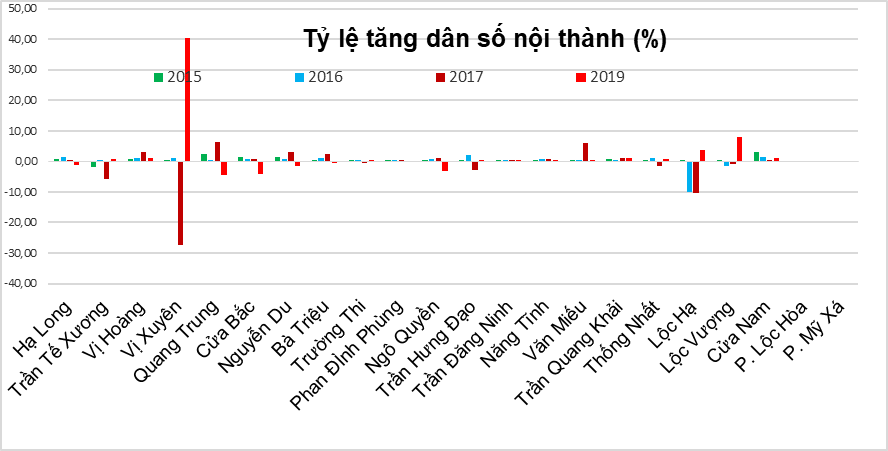 Tỷ lệ tăng dân số nội thành (%)
2015 2016 2017 2019
50,00
40,00
30,00
20,00
10,00
0,00
-10,00
-20,00
-30,00
-40,00
Hạ Long
Trần Tế Xương
Vị Hoàng
Vị Xuyên
Quang Trung
Cửa Bắc
Nguyễn Du
Bà Triệu
Trường Thi
Phan Đình Phùng
Ngô Quyền
Trần Hưng Đạo
Trần Đăng Ninh
Năng Tĩnh
Văn Miếu
Trần Quang Khải
Thống Nhất
Lộc Hạ
Lộc Vượng
Cửa Nam
P. Lộc Hòa
P. Mỹ Xá